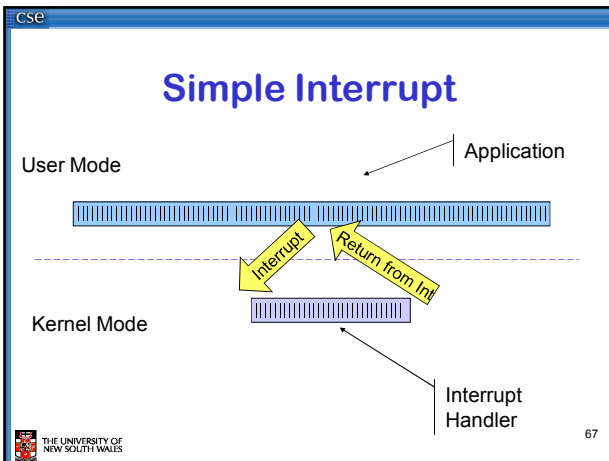 cse
Simple Interrupt
User Mode
Application
Interrupt
Return from Int
Kernel Mode
Interrupt
Handler
THE UNIVERSITY OF
NEW SOUTH WALES
67